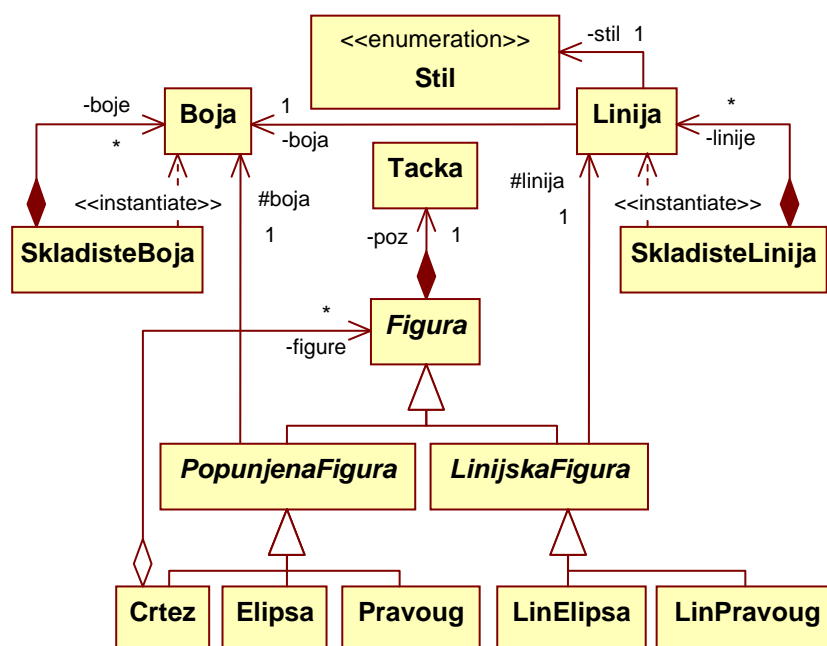 <<enumeration>>
Stil
-stil 1
-boje
*
Boja
1
-boja
Linija
*
-linije
Tacka
<<instantiate>>
#boja
1
#linija
1
<<instantiate>>
SkladisteBoja
-poz
1
SkladisteLinija
*
-figure
Figura
PopunjenaFigura
LinijskaFigura
Crtez
Elipsa
Pravoug
LinElipsa
LinPravoug